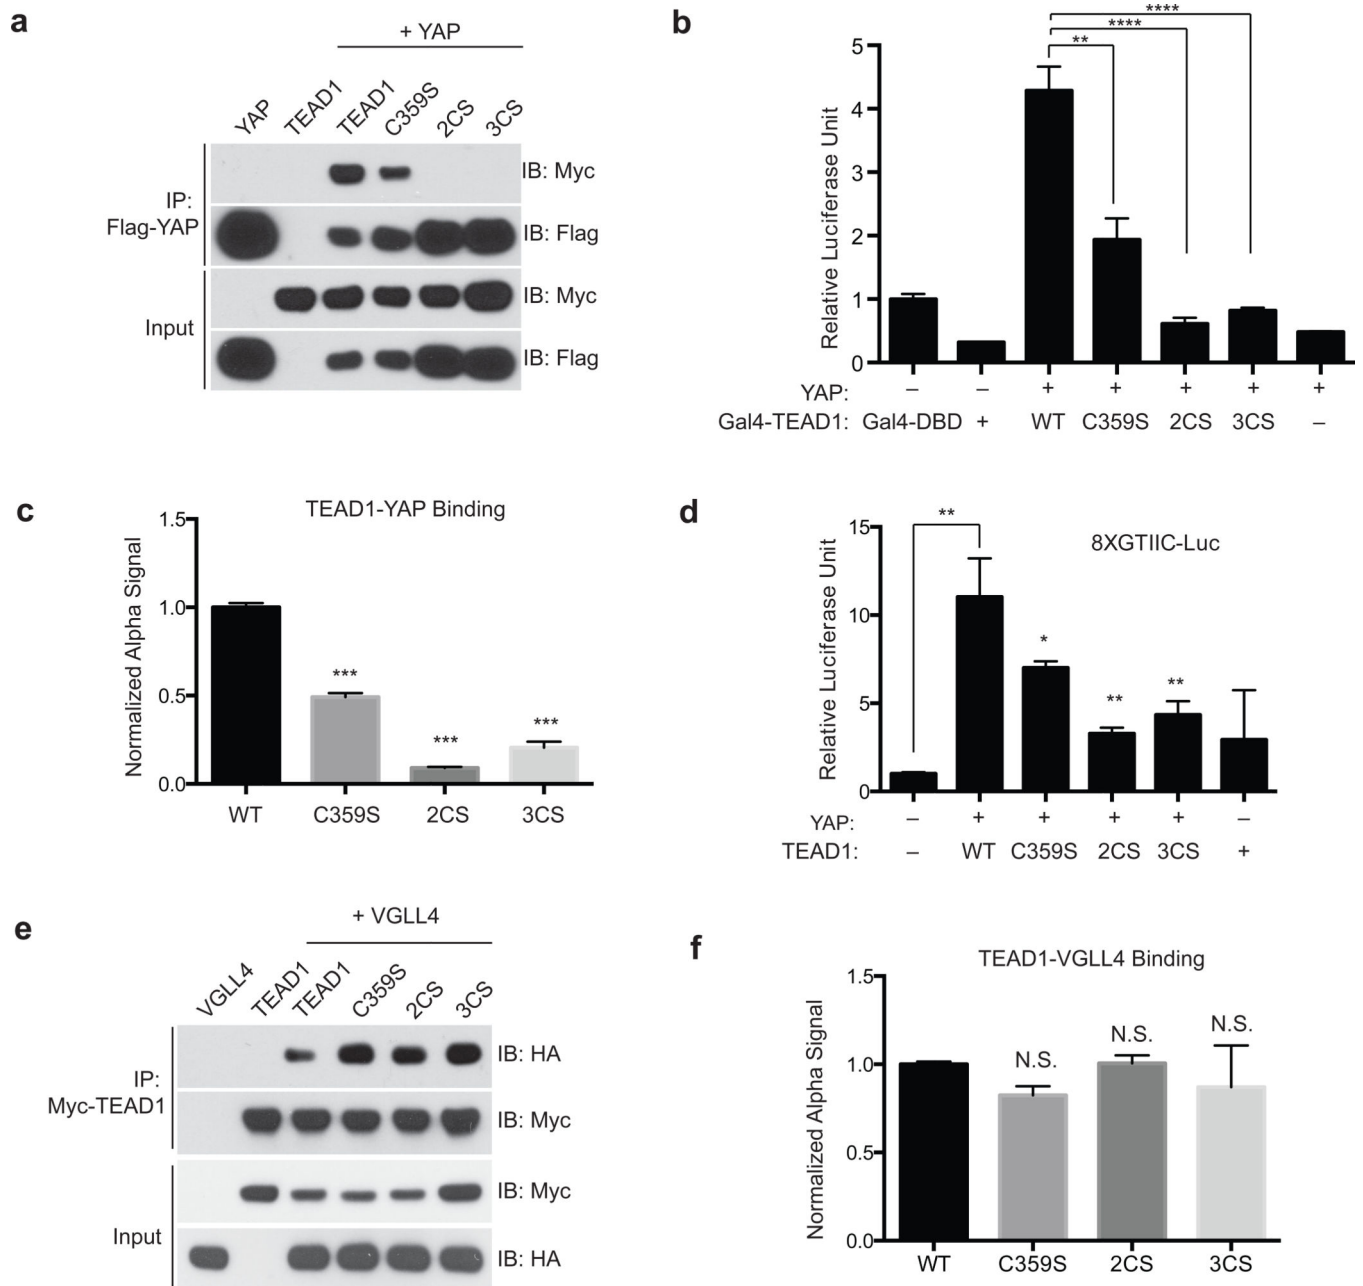 a
+ YAP
YAP TEAD1 TEAD1 C359S 2CS 3CS
IP:
Flag-YAP
IB: Myc
IB: Flag
Input
IB: Myc
IB: Flag
b
****
****
**
Relative Luciferase Unit
5
4
3
2
1
0
YAP: – – + + + + +
Gal4-TEAD1: Gal4-DBD + WT C359S 2CS 3CS –
c
TEAD1-YAP Binding
Normalized Alpha Signal
1.5
1.0
0.5
0.0
***
***
***
WT C359S 2CS 3CS
d
8XGTIIC-Luc
Relative Luciferase Unit
15
10
5
0
**
*
**
**
YAP: – + + + + –
TEAD1: – WT C359S 2CS 3CS +
e
+ VGLL4
VGLL4 TEAD1 TEAD1 C359S 2CS 3CS
IP:
Myc-TEAD1
IB: HA
IB: Myc
Input
IB: Myc
IB: HA
f
TEAD1-VGLL4 Binding
Normalized Alpha Signal
1.5
1.0
0.5
0.0
N.S.
N.S.
N.S.
WT C359S 2CS 3CS